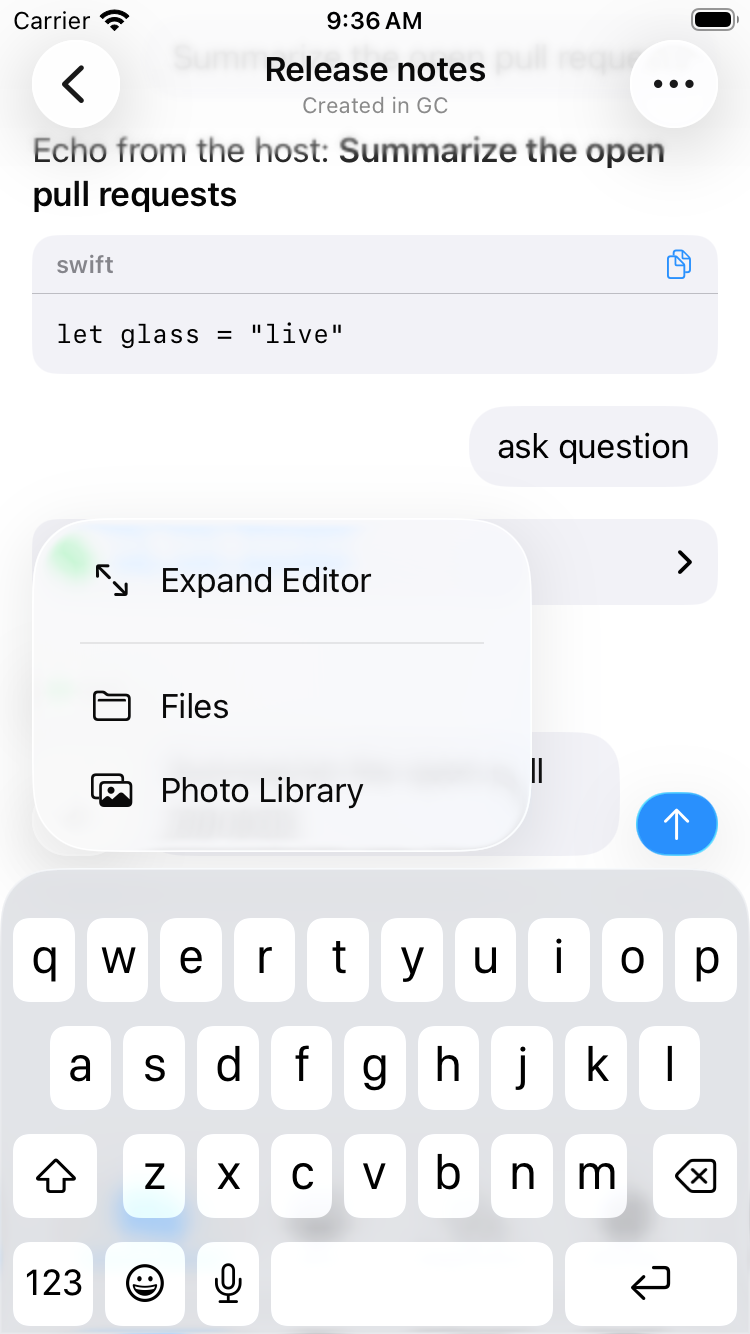 Carrier
9:36 AM
Release notes
Created in GC
Echo from the host: Summarize the open
pull requests
swift
let glass = "live"
ask question
Expand Editor
Files
Photo Library
ll
q w e r t y u i o p
a s d f g h j k l
z x c v b n m
123